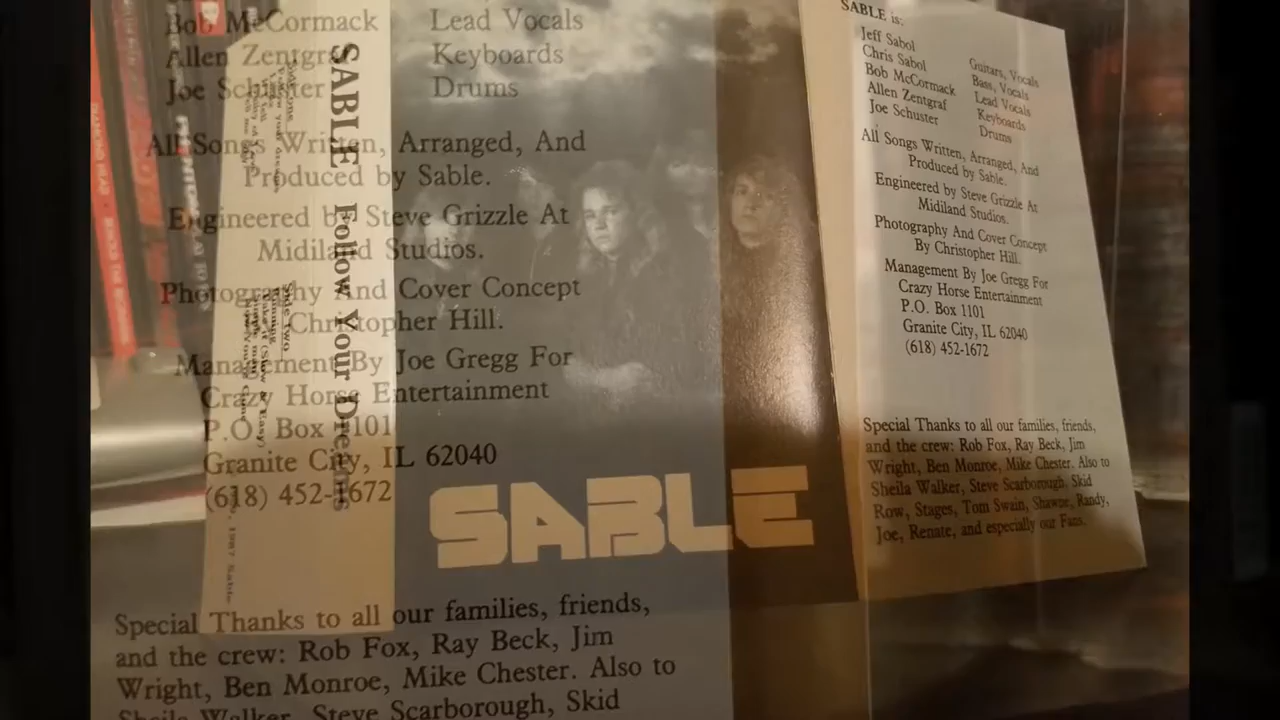 Bob McCormack Lead Vocals
Allen Zentgraf Keyboards
Joe Schuster Drums
All Songs Written, Arranged, And
Produced by Sable.
Engineered by Steve Grizzle At
Midiland Studios.
Photography And Cover Concept
Christopher Hill.
Management By Joe Gregg For
Crazy Horse Entertainment
P.O. Box 1101
Granite City, IL 62040
(618) 452-1672
Special Thanks to all our families, friends,
and the crew: Rob Fox, Ray Beck, Jim
Wright, Ben Monroe, Mike Chester. Also to
Sheila Walker, Steve Scarborough, Skid
SABLE Follow Your Dreams
Side Two
1987 Sable
SABLE
SABLE is:
Jeff Sabol Guitars, Vocals
Chris Sabol Bass, Vocals
Bob McCormack Lead Vocals
Allen Zentgraf Keyboards
Joe Schuster Drums
All Songs Written, Arranged, And
Produced by Sable.
Engineered by Steve Grizzle At
Midiland Studios.
Photography And Cover Concept
By Christopher Hill.
Management By Joe Gregg For
Crazy Horse Entertainment
P.O. Box 1101
Granite City, IL 62040
(618) 452-1672
Special Thanks to all our families, friends,
and the crew: Rob Fox, Ray Beck, Jim
Wright, Ben Monroe, Mike Chester. Also to
Sheila Walker, Steve Scarborough, Skid
Row, Stages, Tom Swain, Shawne, Randy,
Joe, Renate, and especially our Fans.